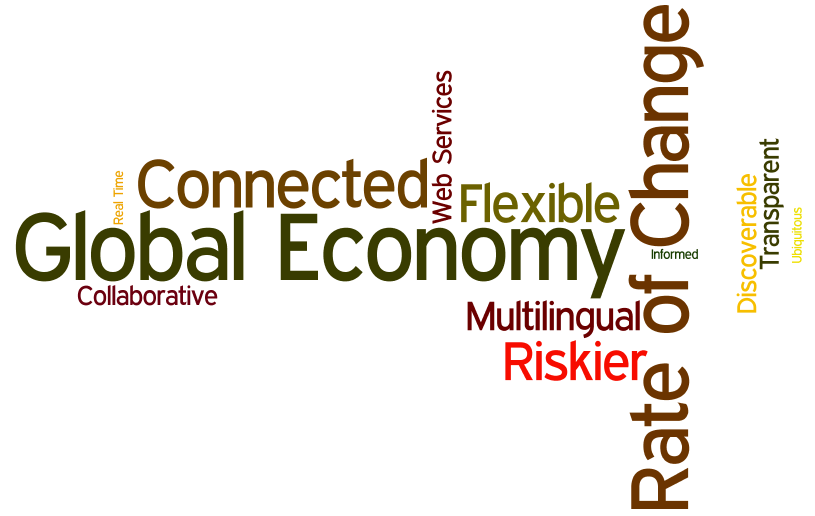 Rate of Change
Web Services
Connected
Real Time
Flexible
Global Economy
Collaborative
Informed
Multilingual
Riskier
Transparent
Discoverable
Ubiquitous